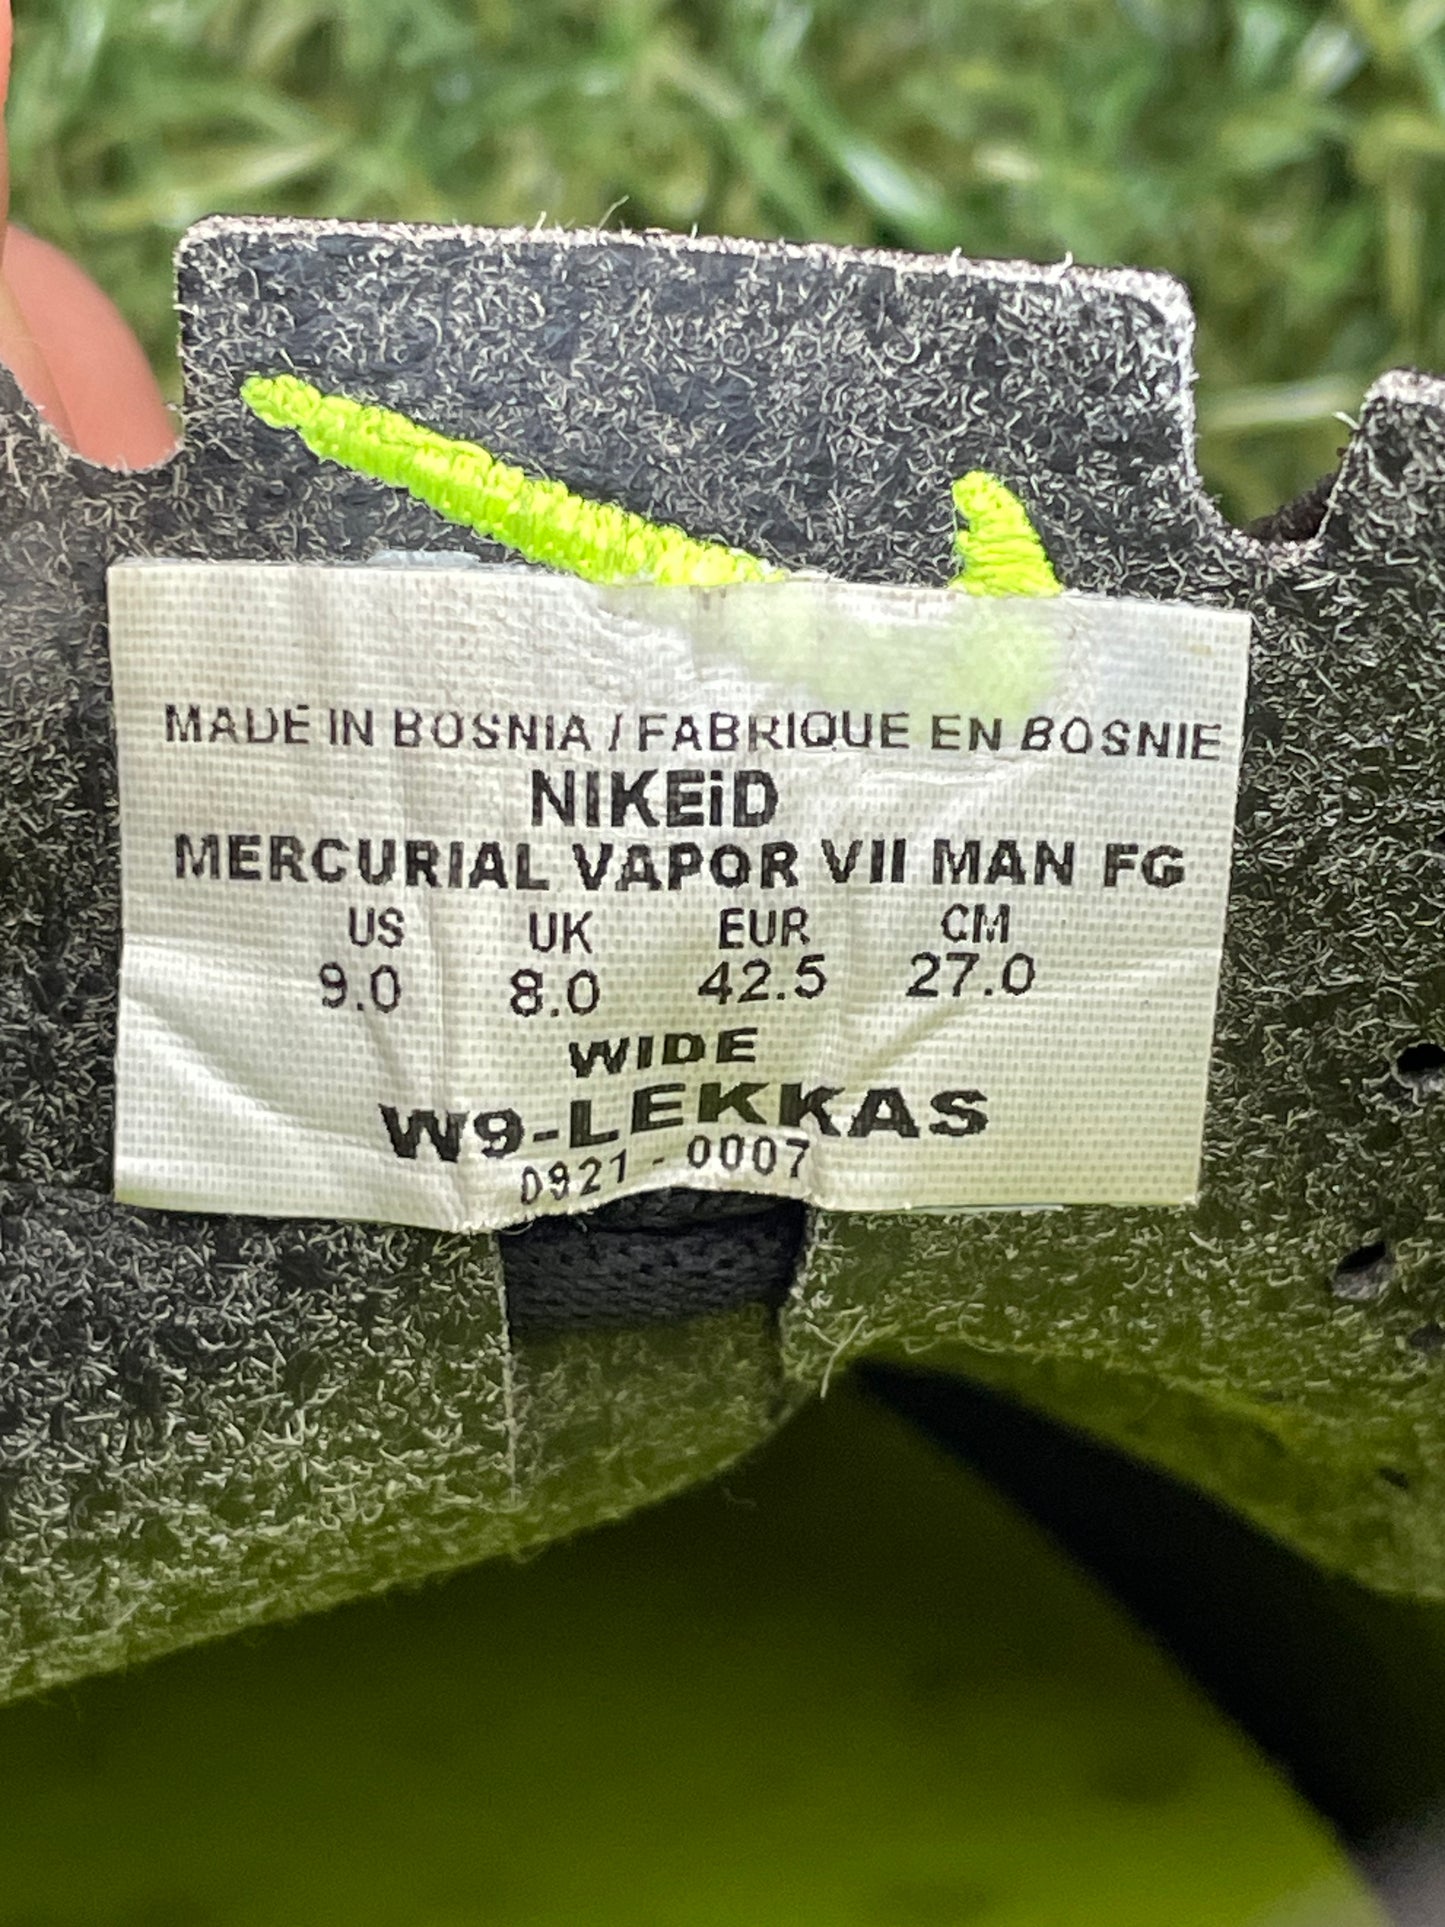 MADE IN BOSNIA / FABRIQUE EN BOSNIE
NIKEiD
MERCURIAL VAPOR VII MAN FG
US UK EUR CM
9.0 8.0 42.5 27.0
WIDE
W9-LEKKAS
0921 - 0007